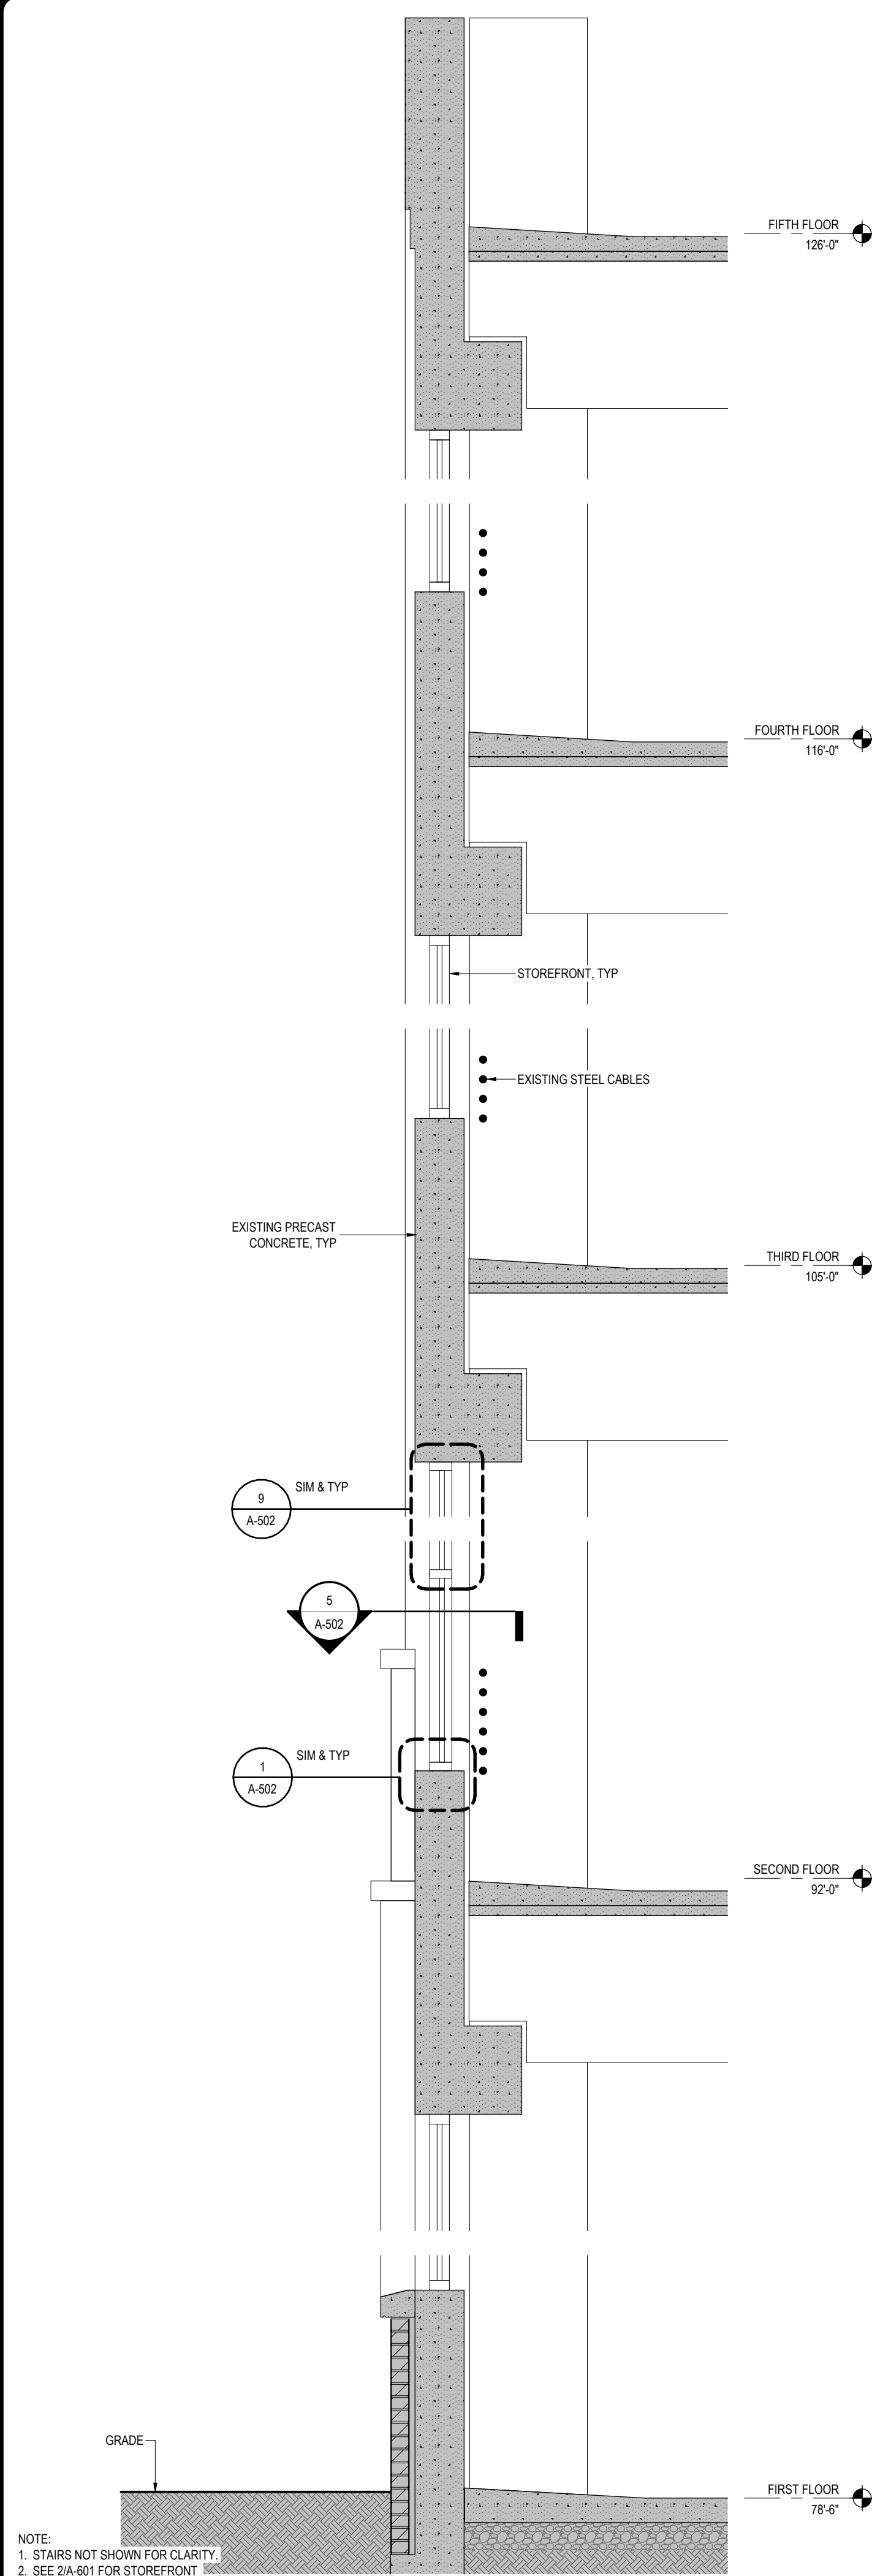 FIFTH FLOOR
126'-0"
FOURTH FLOOR
116'-0"
STOREFRONT, TYP
EXISTING STEEL CABLES
EXISTING PRECAST
CONCRETE, TYP
THIRD FLOOR
105'-0"
9
A-502
SIM & TYP
5
A-502
1
A-502
SIM & TYP
SECOND FLOOR
92'-0"
GRADE
FIRST FLOOR
78'-6"
NOTE:
1. STAIRS NOT SHOWN FOR CLARITY.
2. SEE 2/A-601 FOR STOREFRONT